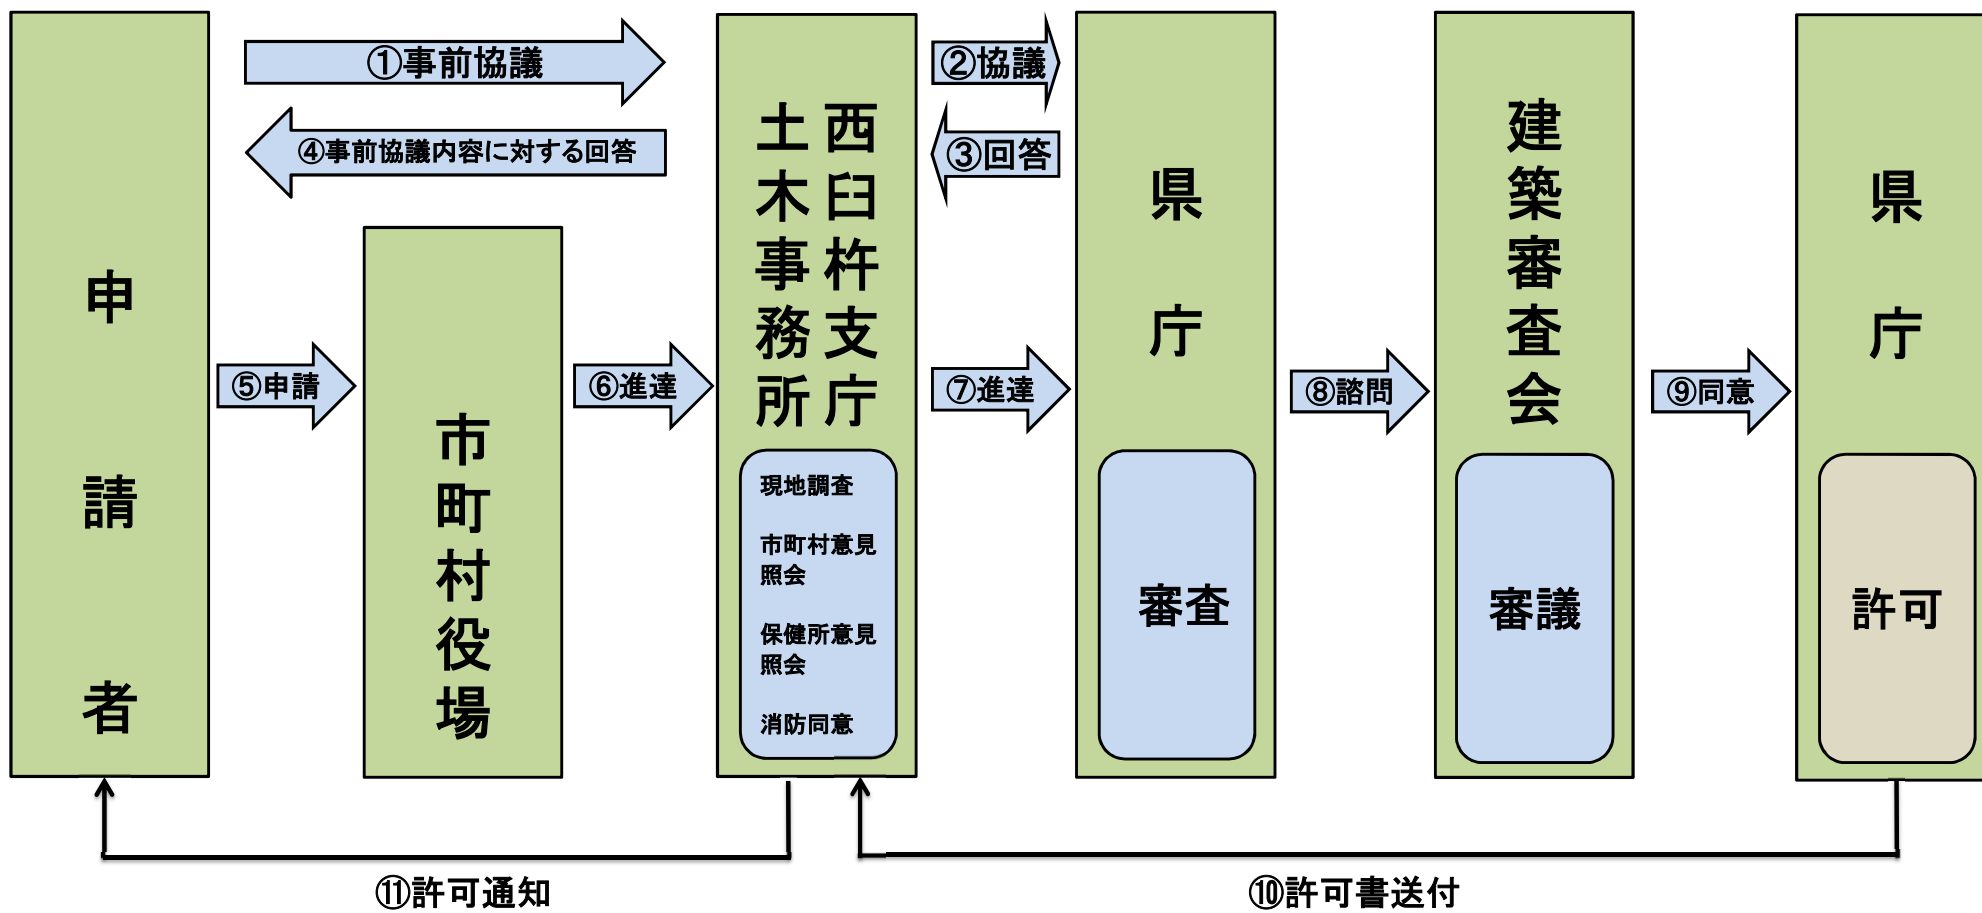 申請者
①事前協議
④事前協議内容に対する回答
⑤申請
市町村役場
⑥進達
西臼杵支庁
土木事務所
現地調査
市町村意見
照会
保健所意見
照会
消防同意
②協議
③回答
⑦進達
県庁
審査
⑧諮問
建築審査会
審議
⑨同意
県庁
許可
⑪許可通知
⑩許可書送付